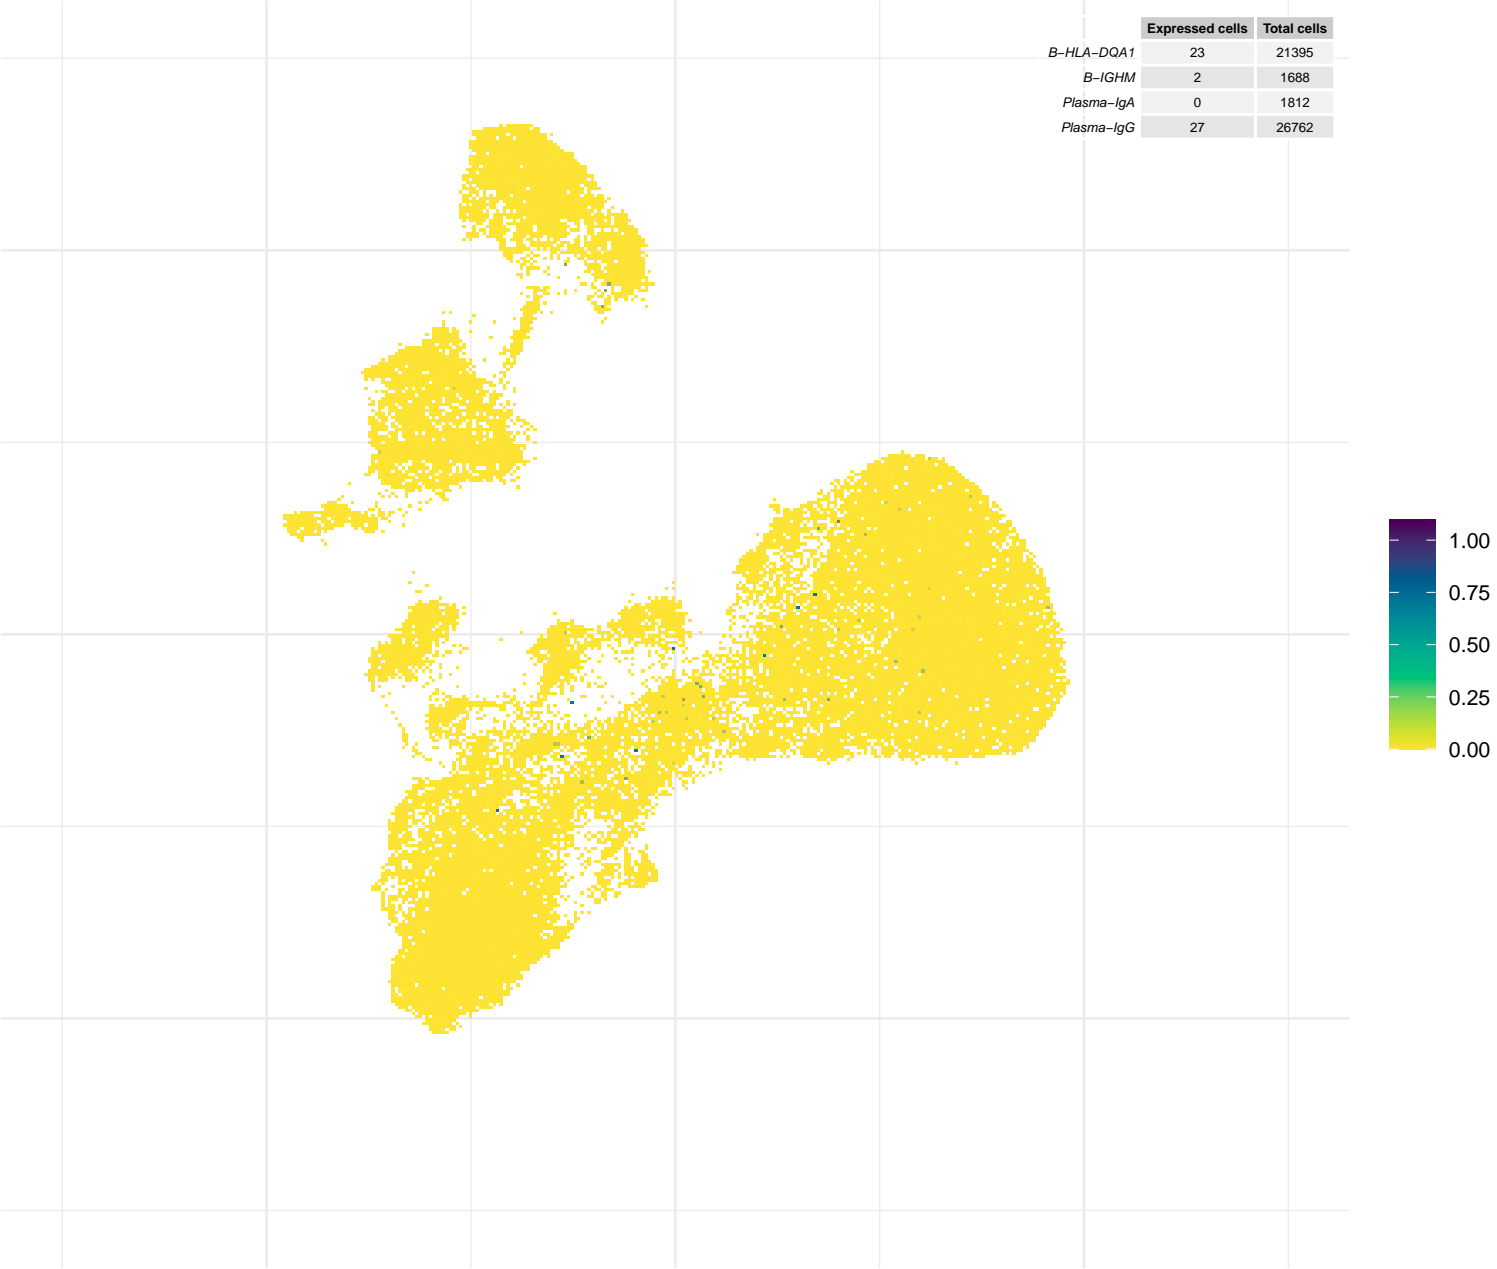 Expressed cells Total cells
B−HLA−DQA1 23 21395
B−IGHM 2 1688
Plasma−IgA 0 1812
Plasma−IgG 27 26762
1.00
0.75
0.50
0.25
0.00